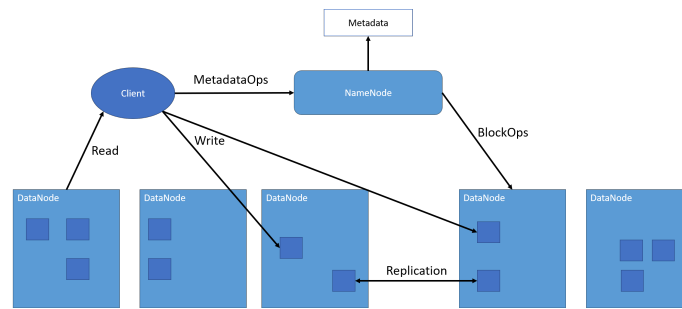 Metadata
MetadataOps
Client
NameNode
BlockOps
Write
Read
DataNode
DataNode
DataNode
DataNode
DataNode
Replication